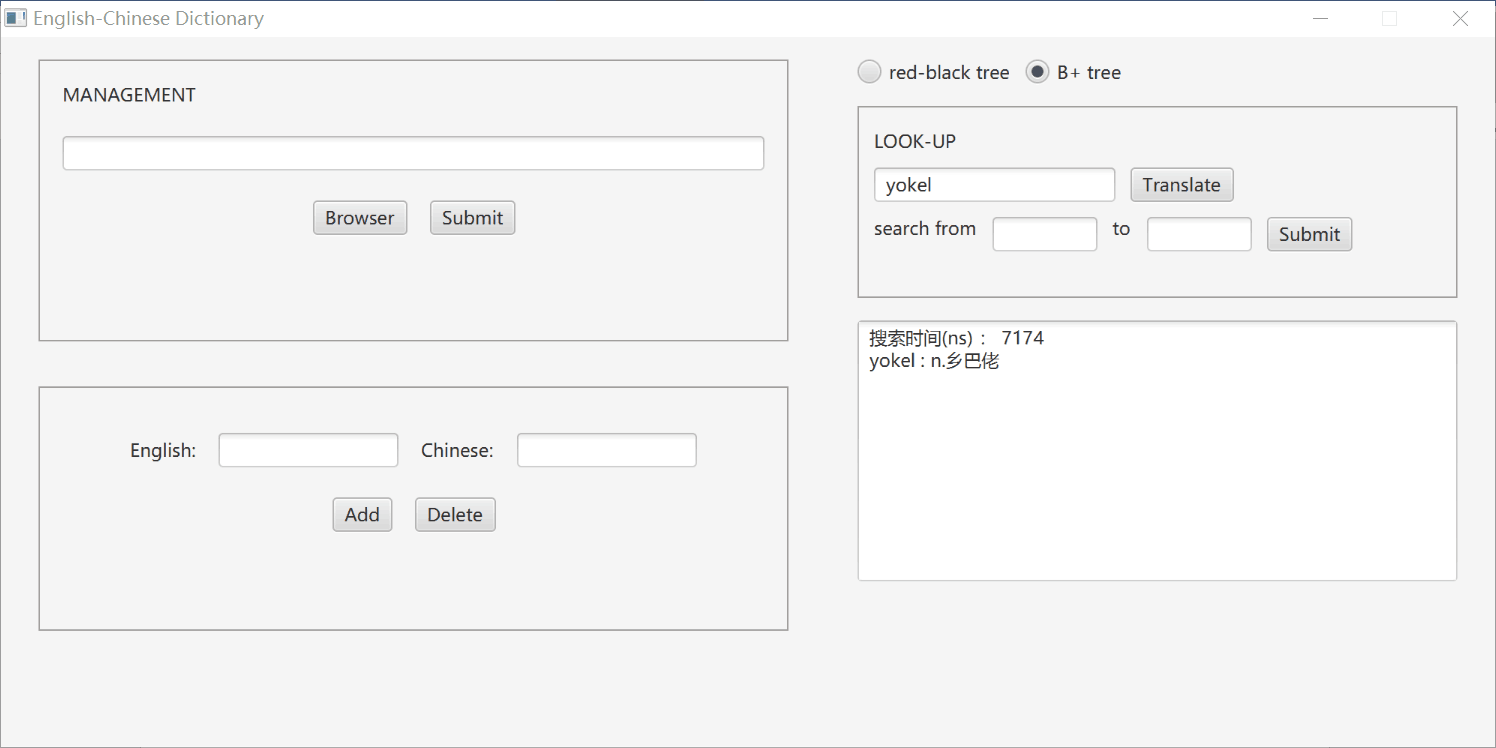 English-Chinese Dictionary
MANAGEMENT
Browser Submit
English: Chinese:
Add Delete
red-black tree B+ tree
LOOK-UP
yokel Translate
search from to Submit
搜索时间(ns) : 7174
yokel : n.乡巴佬